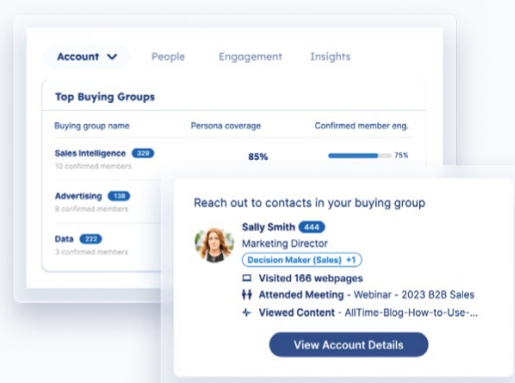 Account
People
Engagement
Insights
Top Buying Groups
Buying group name
Persona coverage
Confirmed member eng.
Sales Intelligence 329
10 confirmed members
85%
75%
Advertising 138
8 confirmed members
Data 222
3 confirmed members
Reach out to contacts in your buying group
Sally Smith 444
Marketing Director
Decision Maker (Sales) +1
Visited 166 webpages
Attended Meeting - Webinar - 2023 B2B Sales
Viewed Content - AllTime-Blog-How-to-Use-...
View Account Details